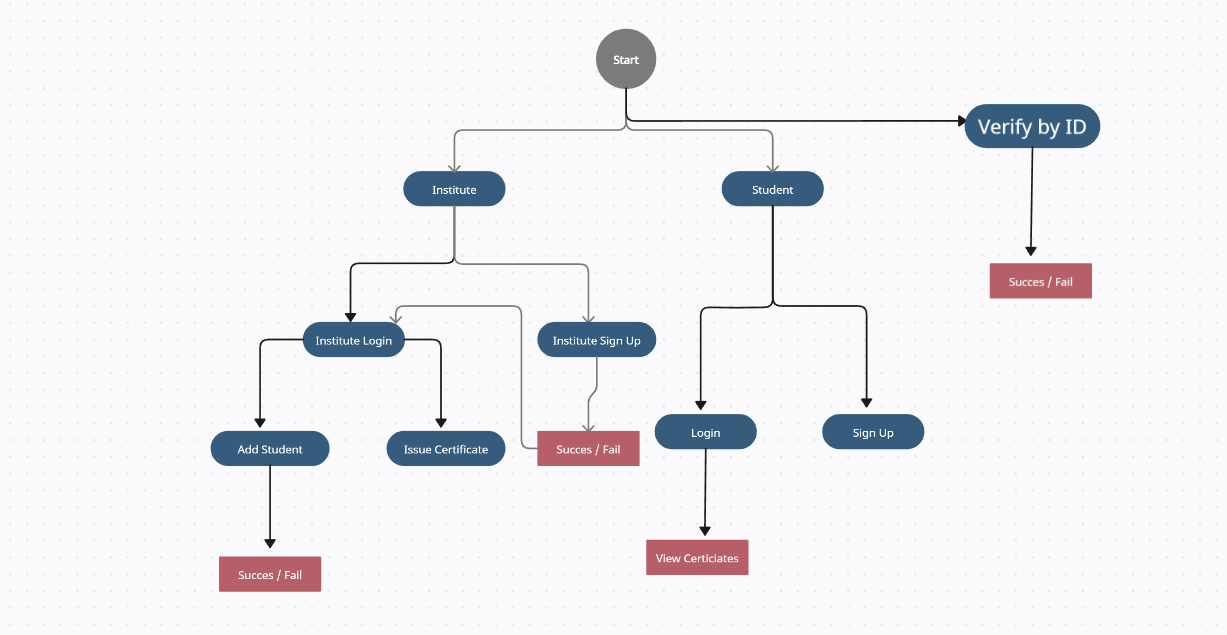 Start
Verify by ID
Institute
Student
Succes / Fail
Institute Login
Institute Sign Up
Login
Sign Up
Add Student
Issue Certificate
Succes / Fail
View Certiciates
Succes / Fail